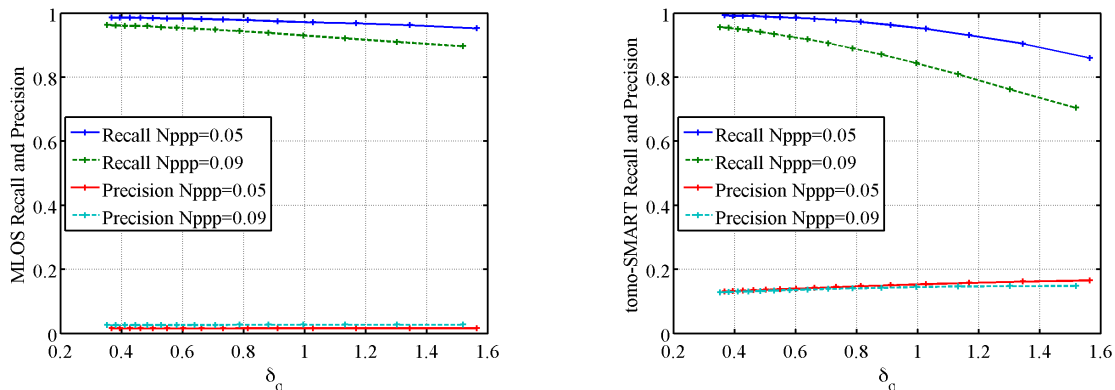 MLOS Recall and Precision
1
0.8
0.6
0.4
0.2
0
Recall Nppp=0.05
Recall Nppp=0.09
Precision Nppp=0.05
Precision Nppp=0.09
0.2 0.4 0.6 0.8 1 1.2 1.4 1.6
δq
tomo-SMART Recall and Precision
1
0.8
0.6
0.4
0.2
0
Recall Nppp=0.05
Recall Nppp=0.09
Precision Nppp=0.05
Precision Nppp=0.09
0.2 0.4 0.6 0.8 1 1.2 1.4 1.6
δq